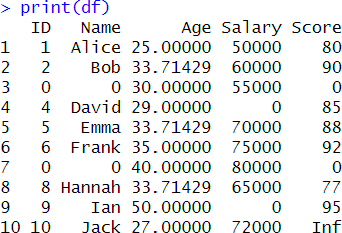 > print(df)
ID Name Age Salary Score
1 1 Alice 25.00000 50000 80
2 2 Bob 33.71429 60000 90
3 0 0 30.00000 55000 0
4 4 David 29.00000 0 85
5 5 Emma 33.71429 70000 88
6 6 Frank 35.00000 75000 92
7 0 0 40.00000 80000 0
8 8 Hannah 33.71429 65000 77
9 9 Ian 50.00000 0 95
10 10 Jack 27.00000 72000 Inf